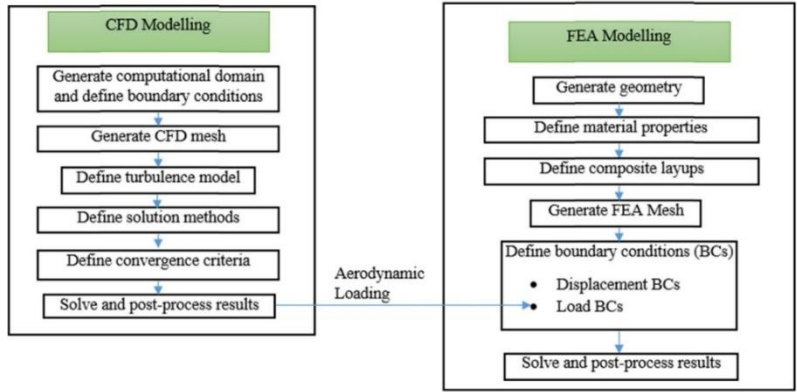 CFD Modelling
Generate computational domain
and define boundary conditions
Generate CFD mesh
Define turbulence model
Define solution methods
Define convergence criteria
Solve and post-process results
Aerodynamic
Loading
FEA Modelling
Generate geometry
Define material properties
Define composite layups
Generate FEA Mesh
Define boundary conditions (BCs)
• Displacement BCs
• Load BCs
Solve and post-process results